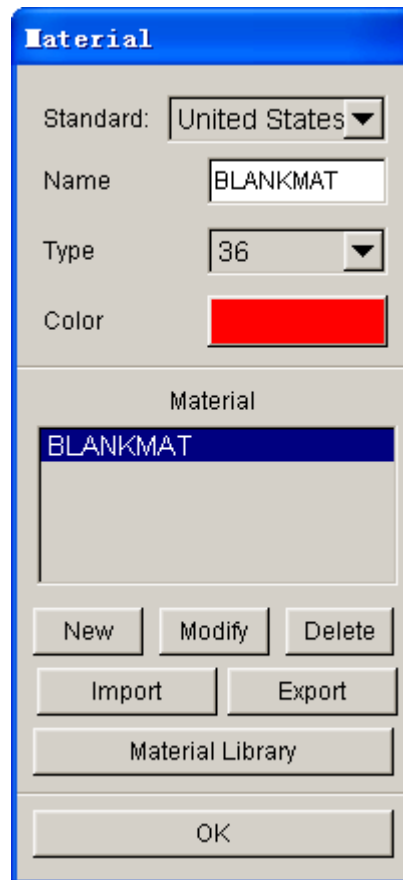 Material
Standard: United States
Name BLANKMAT
Type 36
Color
Material
BLANKMAT
New Modify Delete
Import Export
Material Library
OK